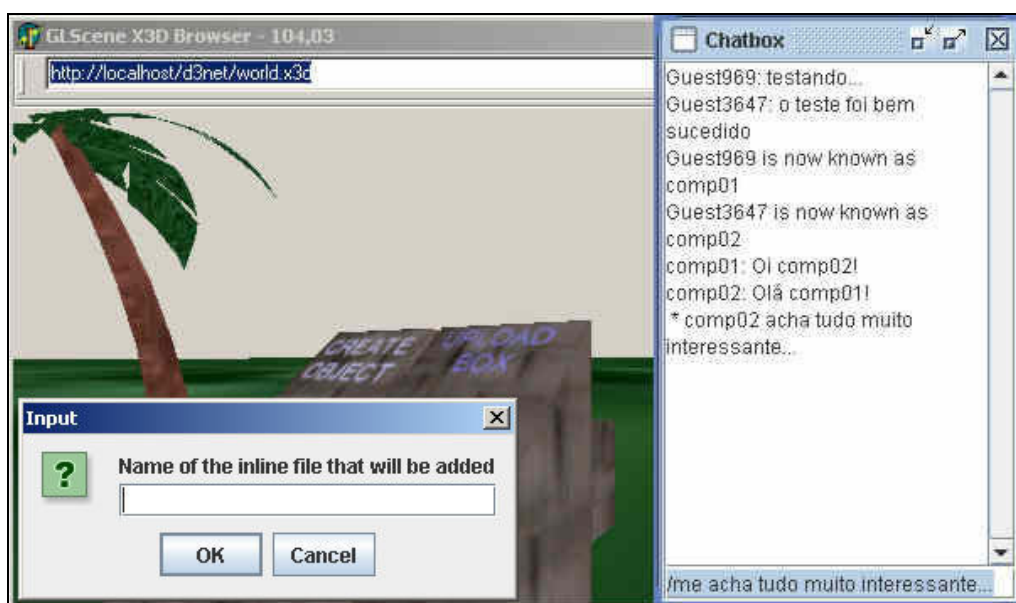 GLScene X3D Browser - 104,03
http://localhost/d3net/world.x3d
CREATE
OBJECT
UPLOAD
BOX
Input
Name of the inline file that will be added
OK
Cancel
Chatbox
Guest969: testando...
Guest3647: o teste foi bem
sucedido
Guest969 is now known as
comp01
Guest3647 is now known as
comp02
comp01: Oi comp02!
comp02: Olá comp01!
* comp02 acha tudo muito
interessante...
/me acha tudo muito interessante...